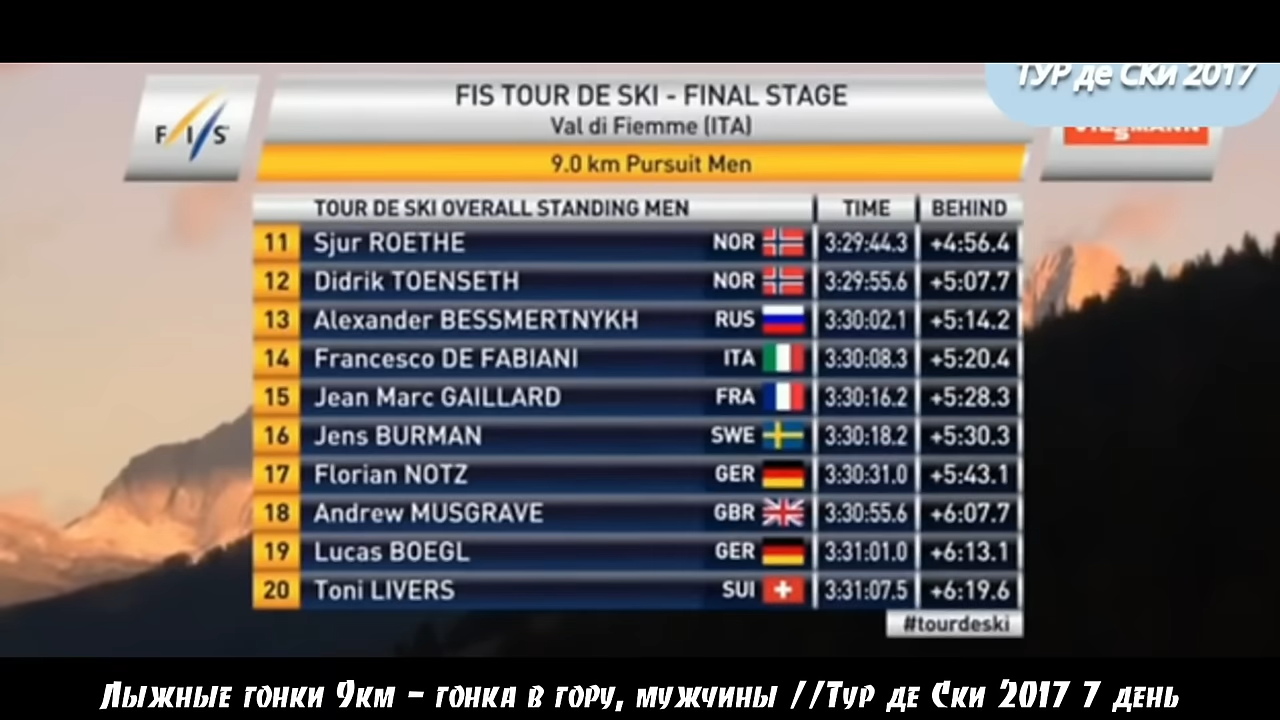 ТУР де СКи 2017
FIS
FIS TOUR DE SKI - FINAL STAGE
Val di Fiemme (ITA)
VIESSMANN
9.0 km Pursuit Men
TOUR DE SKI OVERALL STANDING MEN TIME BEHIND
11 Sjur ROETHE NOR 3:29:44.3 +4:56.4
12 Didrik TOENSETH NOR 3:29:55.6 +5:07.7
13 Alexander BESSMERTNYKH RUS 3:30:02.1 +5:14.2
14 Francesco DE FABIANI ITA 3:30:08.3 +5:20.4
15 Jean Marc GAILLARD FRA 3:30:16.2 +5:28.3
16 Jens BURMAN SWE 3:30:18.2 +5:30.3
17 Florian NOTZ GER 3:30:31.0 +5:43.1
18 Andrew MUSGRAVE GBR 3:30:55.6 +6:07.7
19 Lucas BOEGL GER 3:31:01.0 +6:13.1
20 Toni LIVERS SUI 3:31:07.5 +6:19.6
#tourdeski
Лыжные гонки 9км - гонка в гору, мужчины //Тур де Ски 2017 7 день